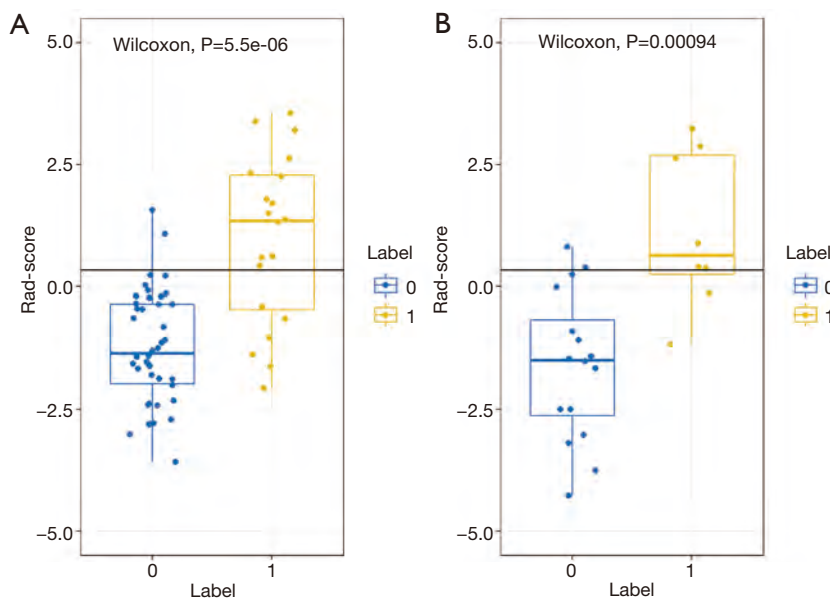 A
Wilcoxon, P=5.5e-06
5.0
2.5
0.0
−2.5
−5.0
Rad-score
0
1
Label
Label
0
1
B
Wilcoxon, P=0.00094
5.0
2.5
0.0
−2.5
−5.0
Rad-score
0
1
Label
Label
0
1